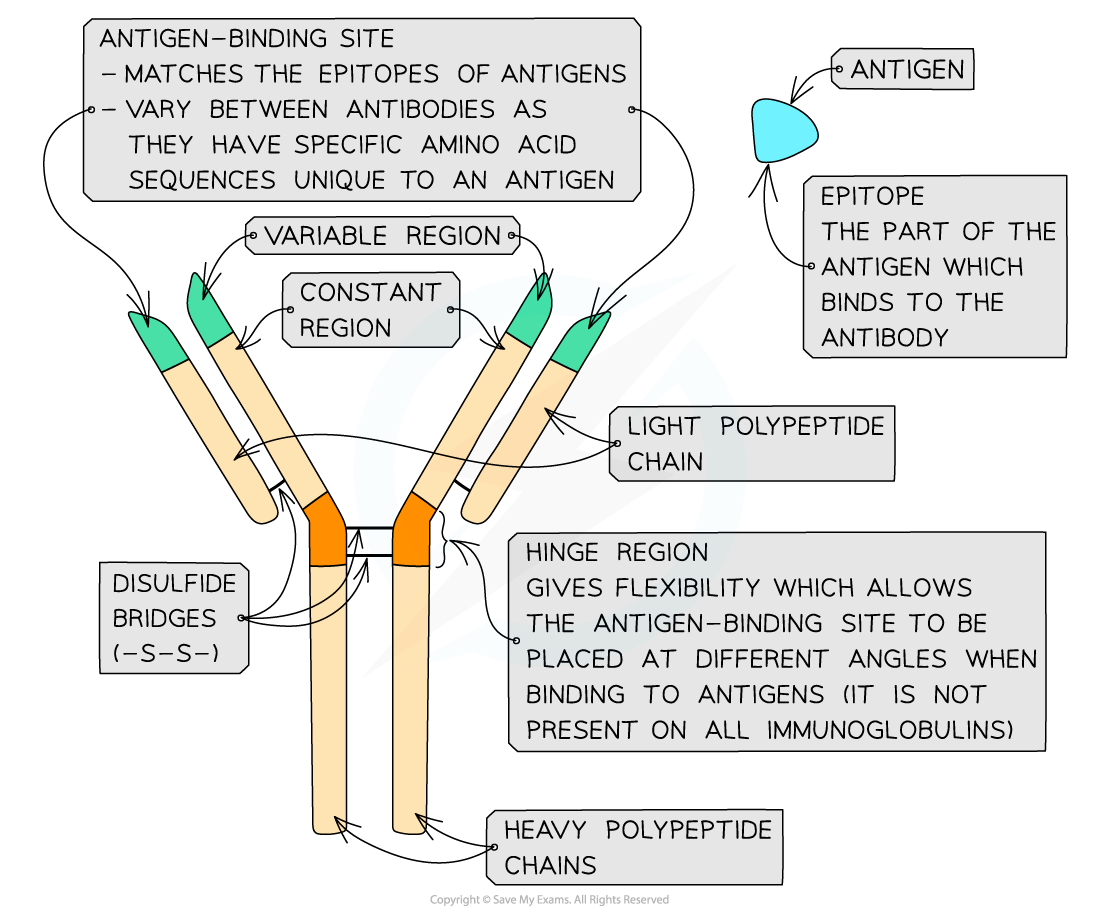 ANTIGEN-BINDING SITE
- MATCHES THE EPITOPES OF ANTIGENS
- VARY BETWEEN ANTIBODIES AS
THEY HAVE SPECIFIC AMINO ACID
SEQUENCES UNIQUE TO AN ANTIGEN
ANTIGEN
EPITOPE
THE PART OF THE
ANTIGEN WHICH
BINDS TO THE
ANTIBODY
VARIABLE REGION
CONSTANT
REGION
LIGHT POLYPEPTIDE
CHAIN
HINGE REGION
GIVES FLEXIBILITY WHICH ALLOWS
THE ANTIGEN-BINDING SITE TO BE
PLACED AT DIFFERENT ANGLES WHEN
BINDING TO ANTIGENS (IT IS NOT
PRESENT ON ALL IMMUNOGLOBULINS)
DISULFIDE
BRIDGES
(-S-S-)
HEAVY POLYPEPTIDE
CHAINS
Copyright © Save My Exams. All Rights Reserved